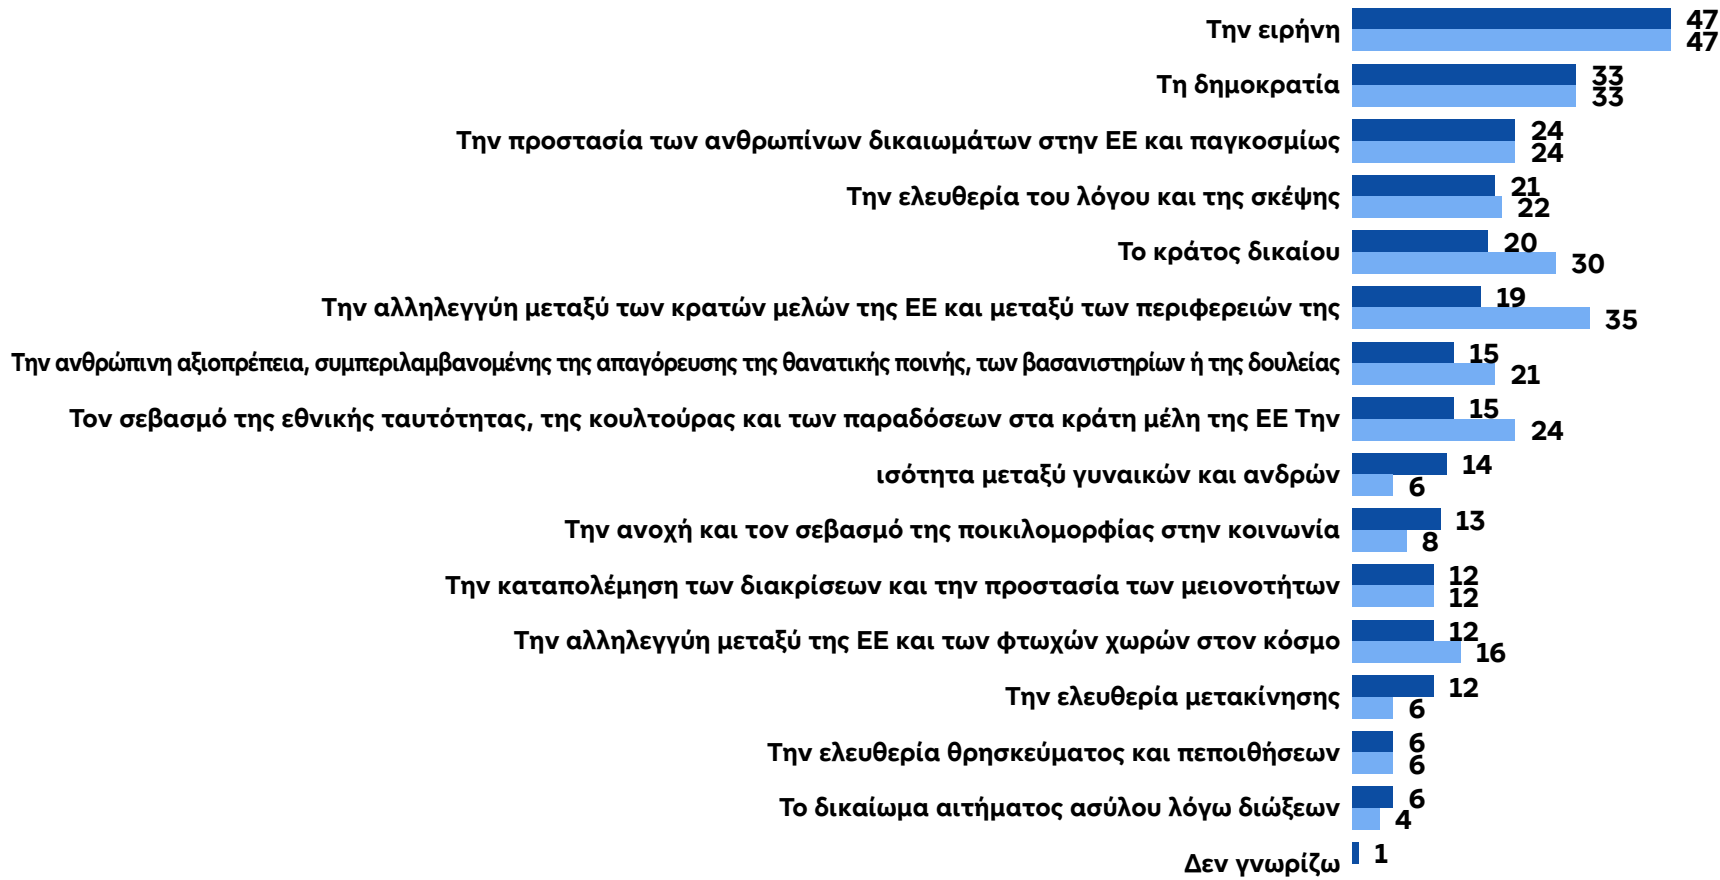 Την ειρήνη 47
47
Τη δημοκρατία 33
33
Την προστασία των ανθρωπίνων δικαιωμάτων στην ΕΕ και παγκοσμίως 24
24
Την ελευθερία του λόγου και της σκέψης 21
22
Το κράτος δικαίου 20
30
Την αλληλεγγύη μεταξύ των κρατών μελών της ΕΕ και μεταξύ των περιφερειών της 19
35
Την ανθρώπινη αξιοπρέπεια, συμπεριλαμβανομένης της απαγόρευσης της θανατικής ποινής, των βασανιστηρίων ή της δουλείας 15
21
Τον σεβασμό της εθνικής ταυτότητας, της κουλτούρας και των παραδόσεων στα κράτη μέλη της ΕΕ Την 15
24
ισότητα μεταξύ γυναικών και ανδρών 14
6
Την ανοχή και τον σεβασμό της ποικιλομορφίας στην κοινωνία 13
8
Την καταπολέμηση των διακρίσεων και την προστασία των μειονοτήτων 12
12
Την αλληλεγγύη μεταξύ της ΕΕ και των φτωχών χωρών στον κόσμο 12
16
Την ελευθερία μετακίνησης 12
6
Την ελευθερία θρησκεύματος και πεποιθήσεων 6
6
Το δικαίωμα αιτήματος ασύλου λόγω διώξεων 6
4
Δεν γνωρίζω 1